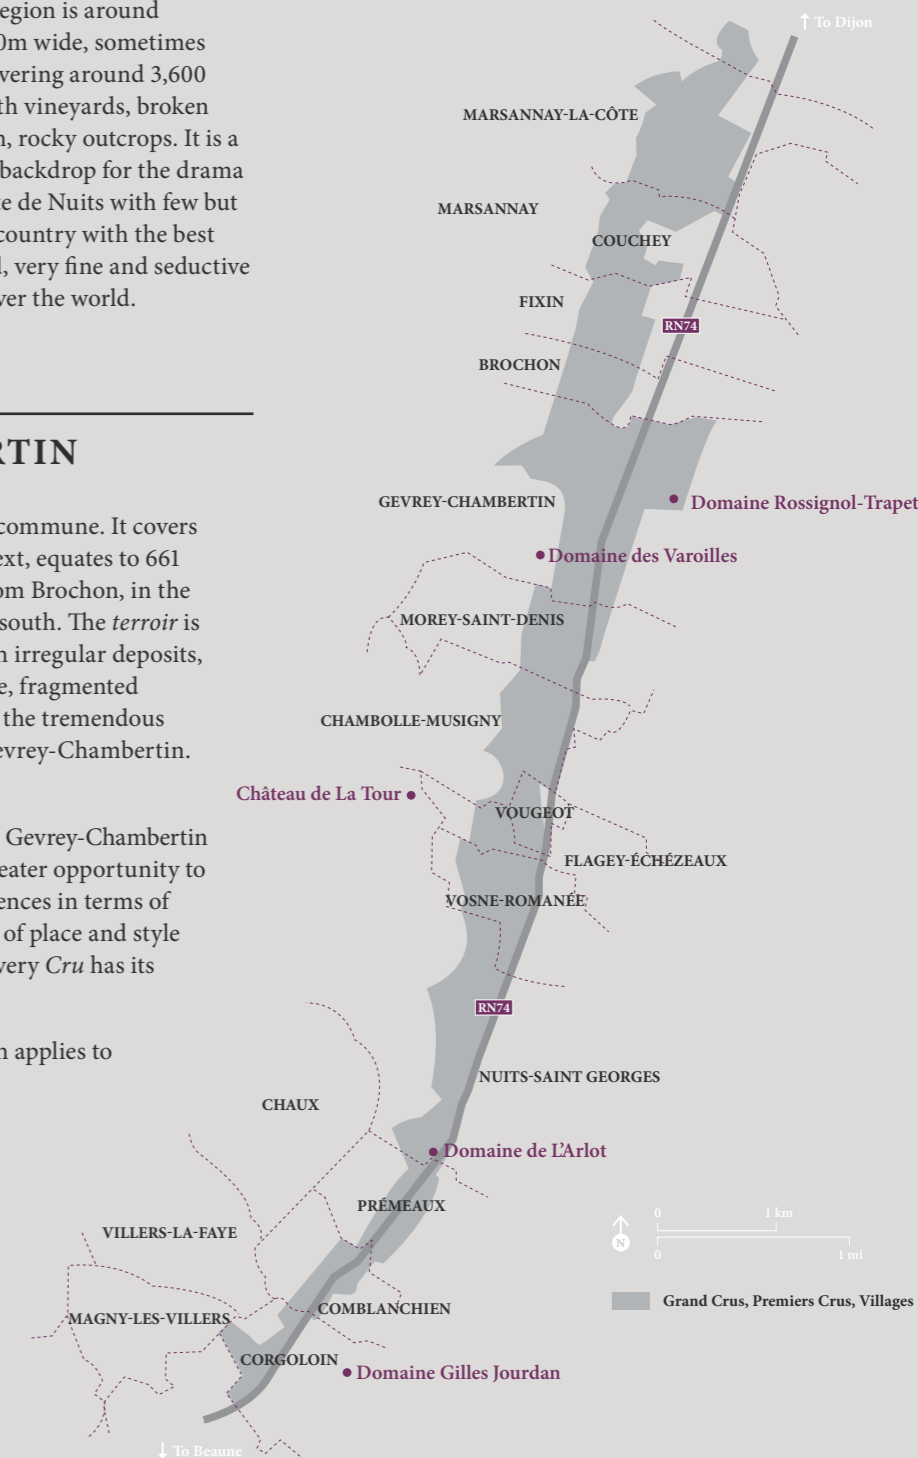 egion is around
0m wide, sometimes
vering around 3,600
th vineyards, broken
n, rocky outcrops. It is a
backdrop for the drama
te de Nuits with few but
country with the best
l, very fine and seductive
ver the world.
RTIN
commune. It covers
ext, equates to 661
om Brochon, in the
south. The terroir is
n irregular deposits,
e, fragmented
the tremendous
evrey-Chambertin.
Gevrey-Chambertin
eater opportunity to
ences in terms of
of place and style
very Cru has its
n applies to
↑ To Dijon
MARSANNAY-LA-CÔTE
MARSANNAY
COUCHEY
FIXIN
RN74
BROCHON
GEVREY-CHAMBERTIN
Domaine Rossignol-Trapet
Domaine des Varoilles
MOREY-SAINT-DENIS
CHAMBOLLE-MUSIGNY
Château de La Tour
VOUGEOT
FLAGEY-ÉCHÉZEAUX
VOSNE-ROMANÉE
RN74
NUITS-SAINT GEORGES
CHAUX
Domaine de L'Arlot
PRÉMEAUX
VILLERS-LA-FAYE
0 1 km
N
0 1 mi
Grand Crus, Premiers Crus, Villages
COMBLANCHIEN
MAGNY-LES-VILLERS
CORGOLOIN
Domaine Gilles Jourdan
↓ To Beaune